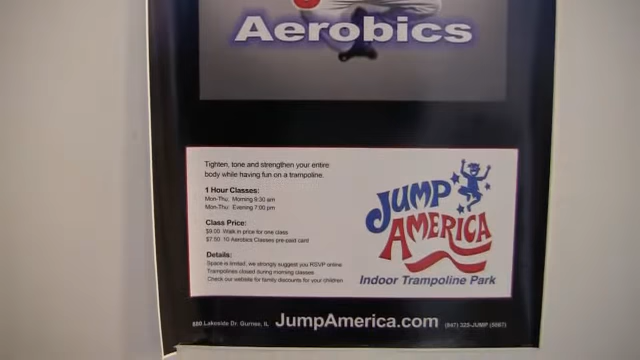 Aerobics
Tighten, tone and strengthen your entire
body while having fun on a trampoline.
1 Hour Classes:
Mon-Thu: Morning 9:30 am
Mon-Thu: Evening 7:00 pm
Class Price:
$9.00 Walk in price for one class
$7.50 10 Aerobics Classes pre-paid card
Details:
Space is limited, we strongly suggest you RSVP online
Trampolines closed during morning classes
Check our website for family discounts for your children
JUMP
AMERICA
Indoor Trampoline Park
Lakeside Dr. Gurnee, IL JumpAmerica.com (847) 325-JUMP (5867)